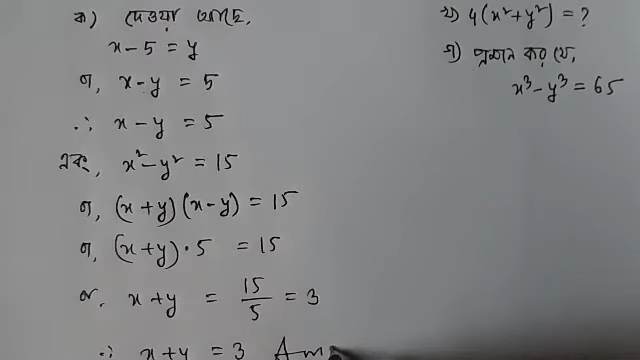 ক) দেওয়া আছে,
x - 5 = y
বা, x - y = 5
∴ x - y = 5
এবং, x² - y² = 15
বা, (x + y) (x - y) = 15
বা, (x + y) · 5 = 15
বা, x + y = 15/5 = 3
∴ x + y = 3 Am
খ) 4 (x² + y²) = ?
গ) প্রমাণ কর যে,
x³ - y³ = 65